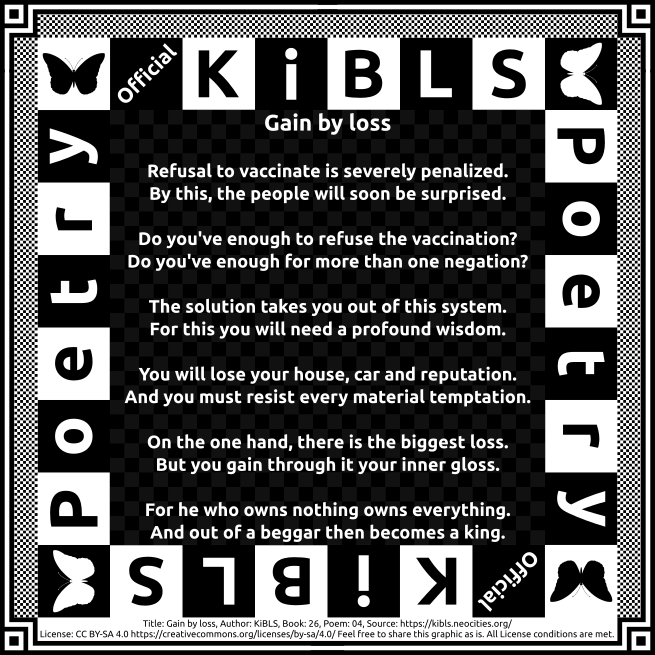 Official KiBLS
Poetry
Poetry
Gain by loss
Refusal to vaccinate is severely penalized.
By this, the people will soon be surprised.
Do you've enough to refuse the vaccination?
Do you've enough for more than one negation?
The solution takes you out of this system.
For this you will need a profound wisdom.
You will lose your house, car and reputation.
And you must resist every material temptation.
On the one hand, there is the biggest loss.
But you gain through it your inner gloss.
For he who owns nothing owns everything.
And out of a beggar then becomes a king.
Official KiBLS
Title: Gain by loss, Author: KiBLS, Book: 26, Poem: 04, Source: https://kibls.neocities.org/
License: CC BY-SA 4.0 https://creativecommons.org/licenses/by-sa/4.0/ Feel free to share this graphic as is. All License conditions are met.